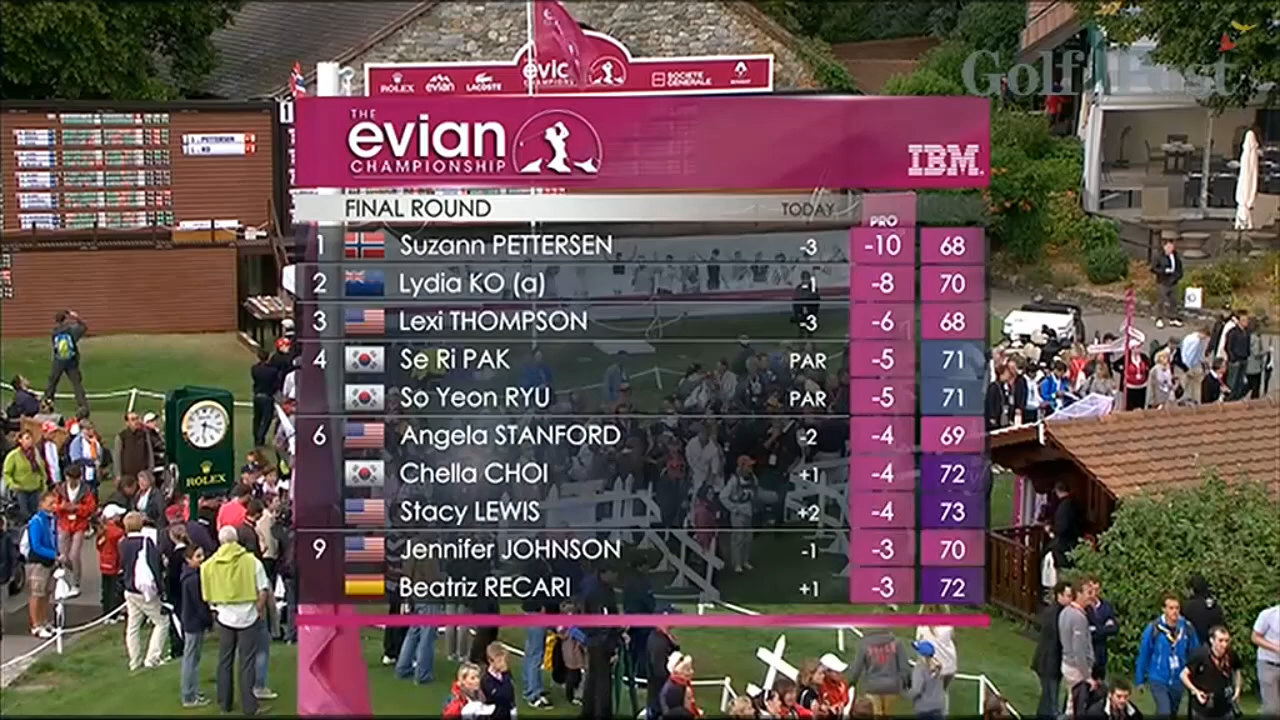 Golf Post
ROLEX evian LACOSTE evic SOCIETE GENERALE
THE
evian
CHAMPIONSHIP
IBM
FINAL ROUND TODAY PRO
1 Suzann PETTERSEN -3 -10 68
2 Lydia KO (a) -1 -8 70
3 Lexi THOMPSON -3 -6 68
4 Se Ri PAK PAR -5 71
So Yeon RYU PAR -5 71
6 Angela STANFORD -2 -4 69
Chella CHOI +1 -4 72
Stacy LEWIS +2 -4 73
9 Jennifer JOHNSON -1 -3 70
Beatriz RECARI +1 -3 72
ROLEX